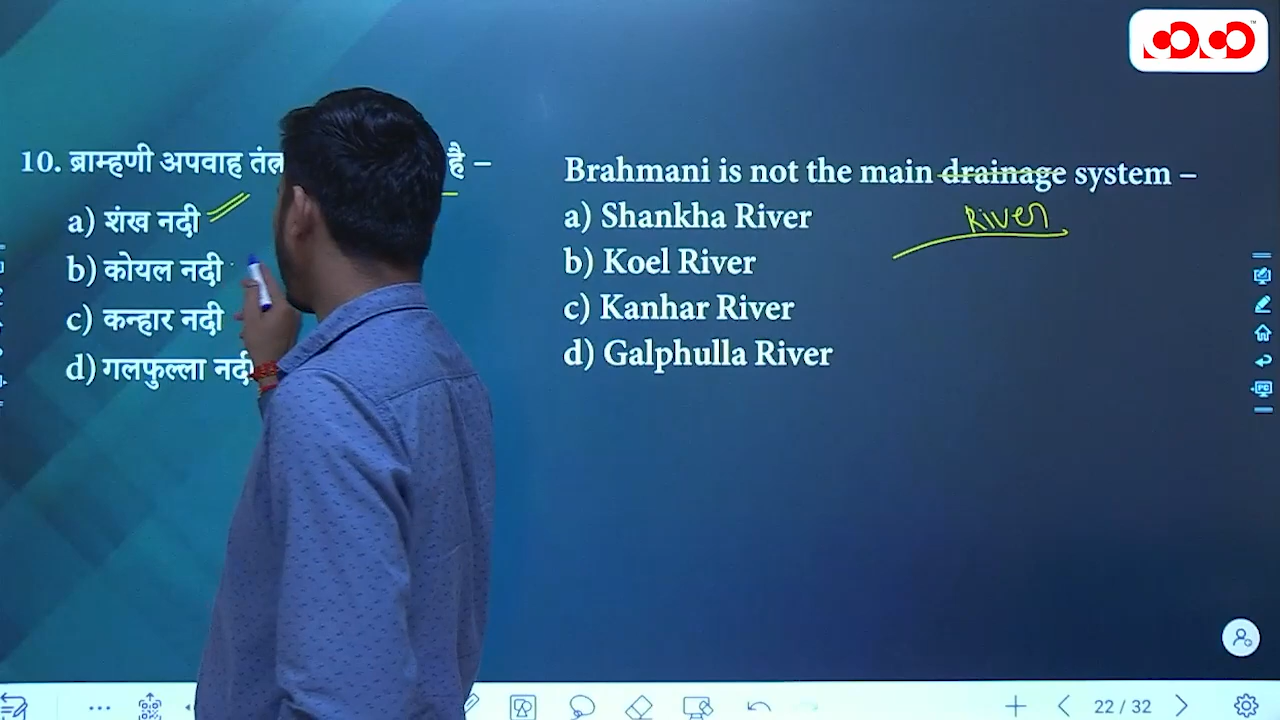 10. ब्राम्हणी अपवाह है –
a) शंख नदी
b) कोयल नदी
c) कन्हार नदी
d) गलफुल्ला नदी
Brahmani is not the main drainage system –
River
a) Shankha River
b) Koel River
c) Kanhar River
d) Galphulla River
22 / 32